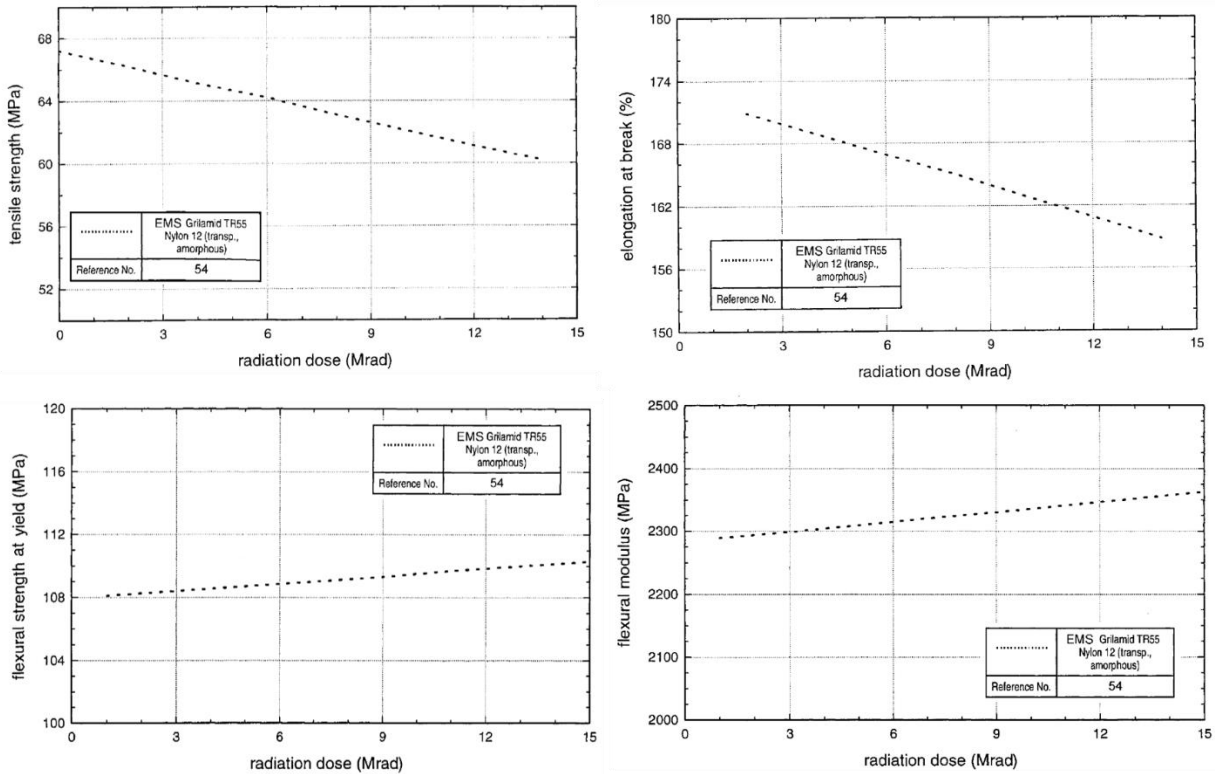 tensile strength (MPa)
68
64
60
56
52
EMS Grilamid TR55
Nylon 12 (transp.,
amorphous)
Reference No. 54
0 3 6 9 12 15
radiation dose (Mrad)
elongation at break (%)
180
174
168
162
156
150
EMS Grilamid TR55
Nylon 12 (transp.,
amorphous)
Reference No. 54
0 3 6 9 12 15
radiation dose (Mrad)
flexural strength at yield (MPa)
120
116
112
108
104
100
EMS Grilamid TR55
Nylon 12 (transp.,
amorphous)
Reference No. 54
0 3 6 9 12 15
radiation dose (Mrad)
flexural modulus (MPa)
2500
2400
2300
2200
2100
2000
EMS Grilamid TR55
Nylon 12 (transp.,
amorphous)
Reference No. 54
0 3 6 9 12 15
radiation dose (Mrad)